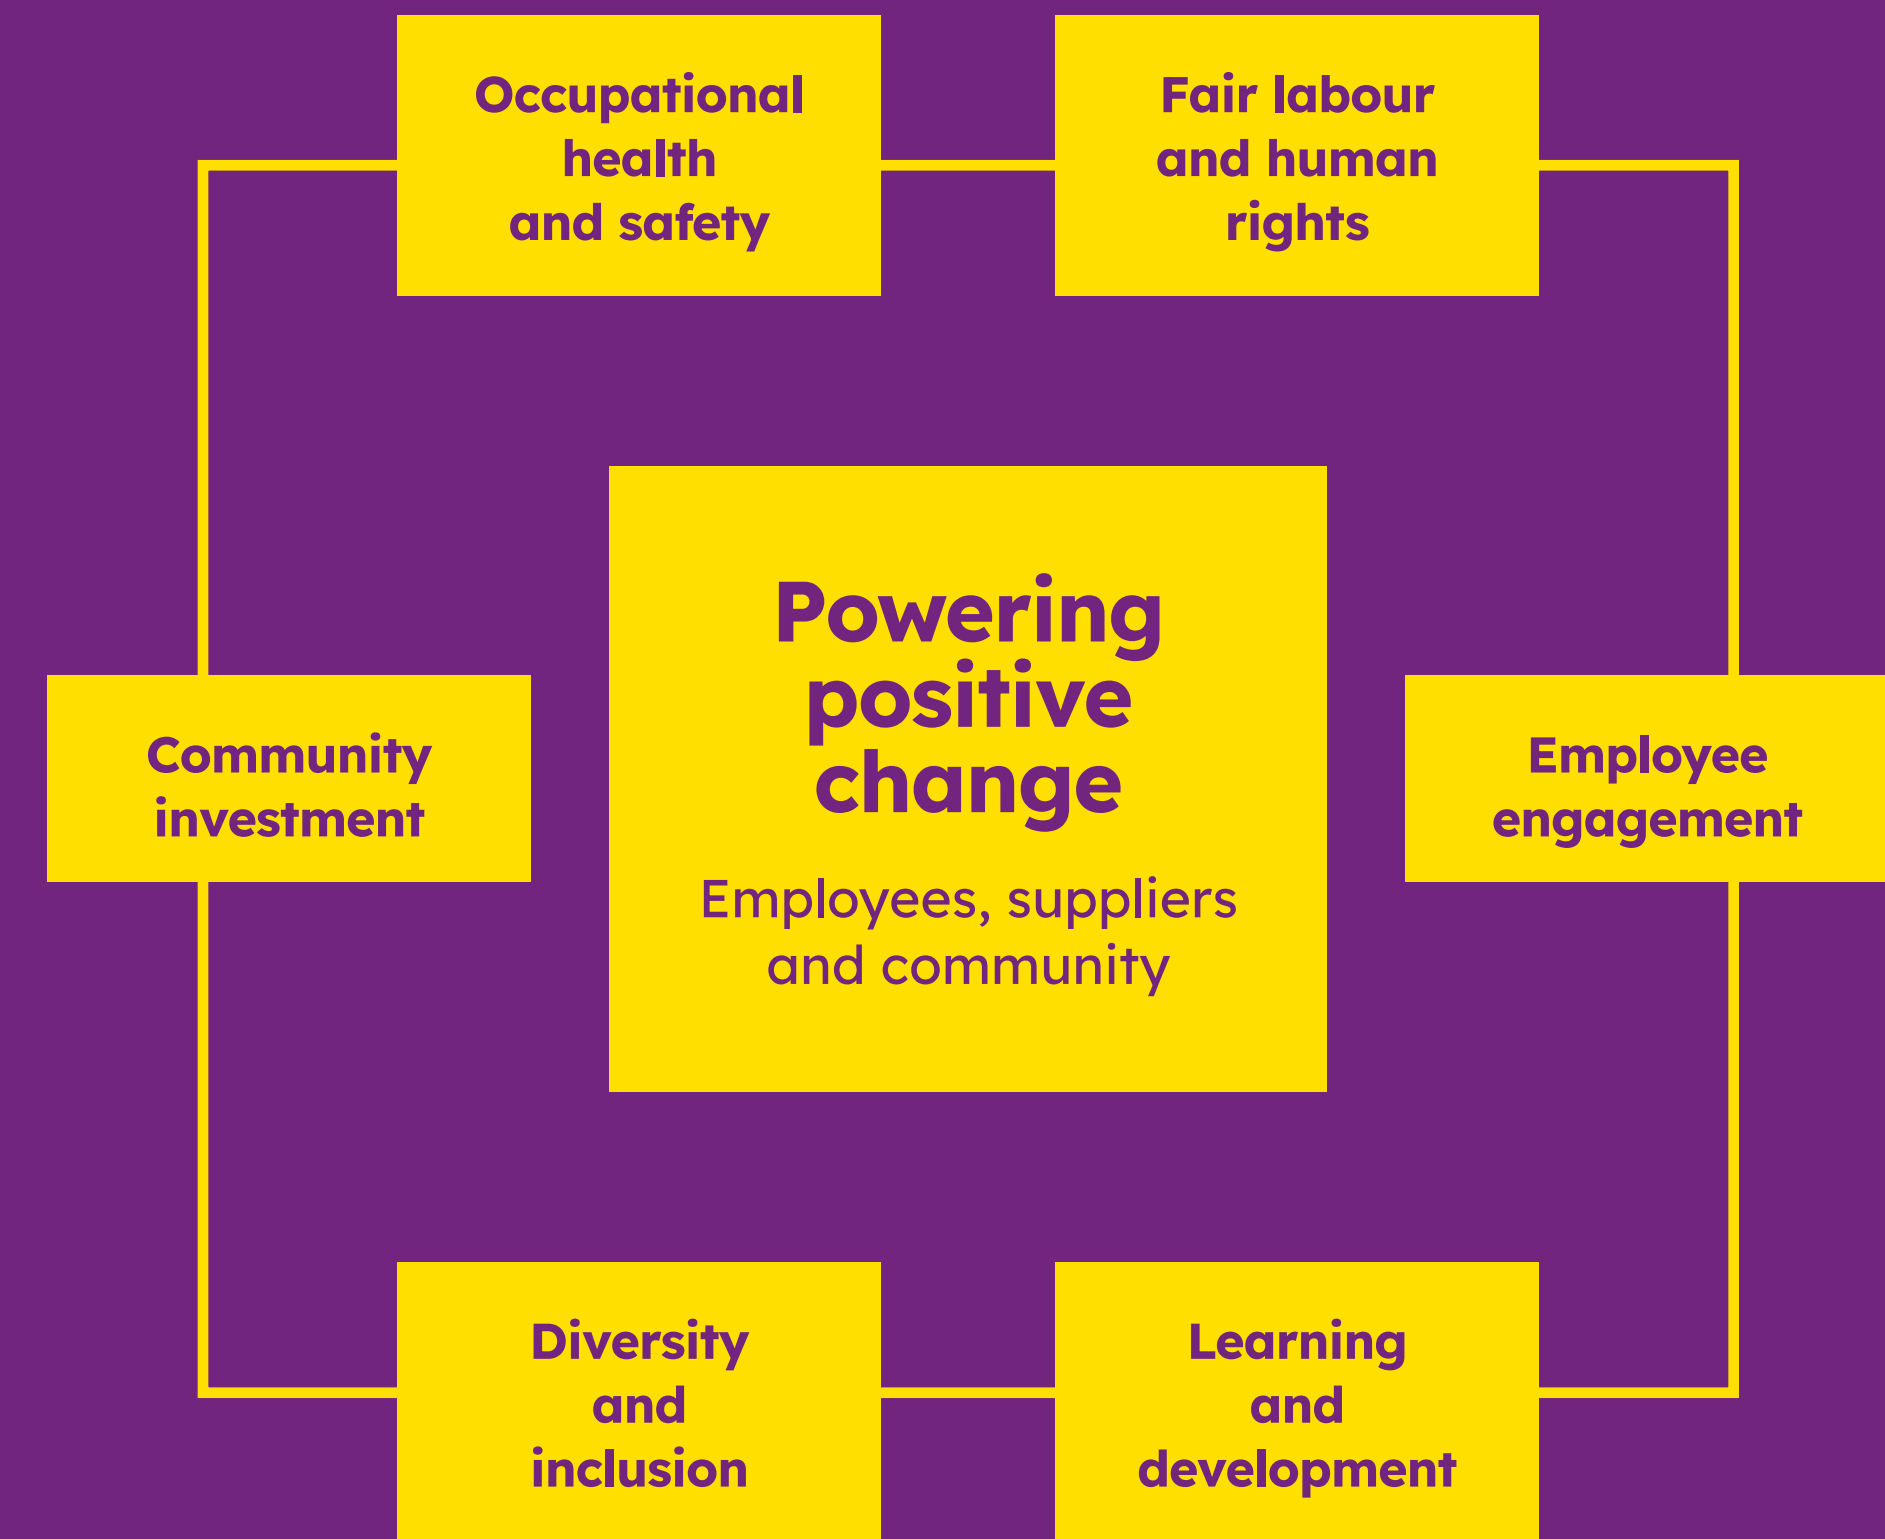 Occupational
health
and safety
Fair labour
and human
rights
Powering
positive
change
Employees, suppliers
and community
Community
investment
Employee
engagement
Diversity
and
inclusion
Learning
and
development